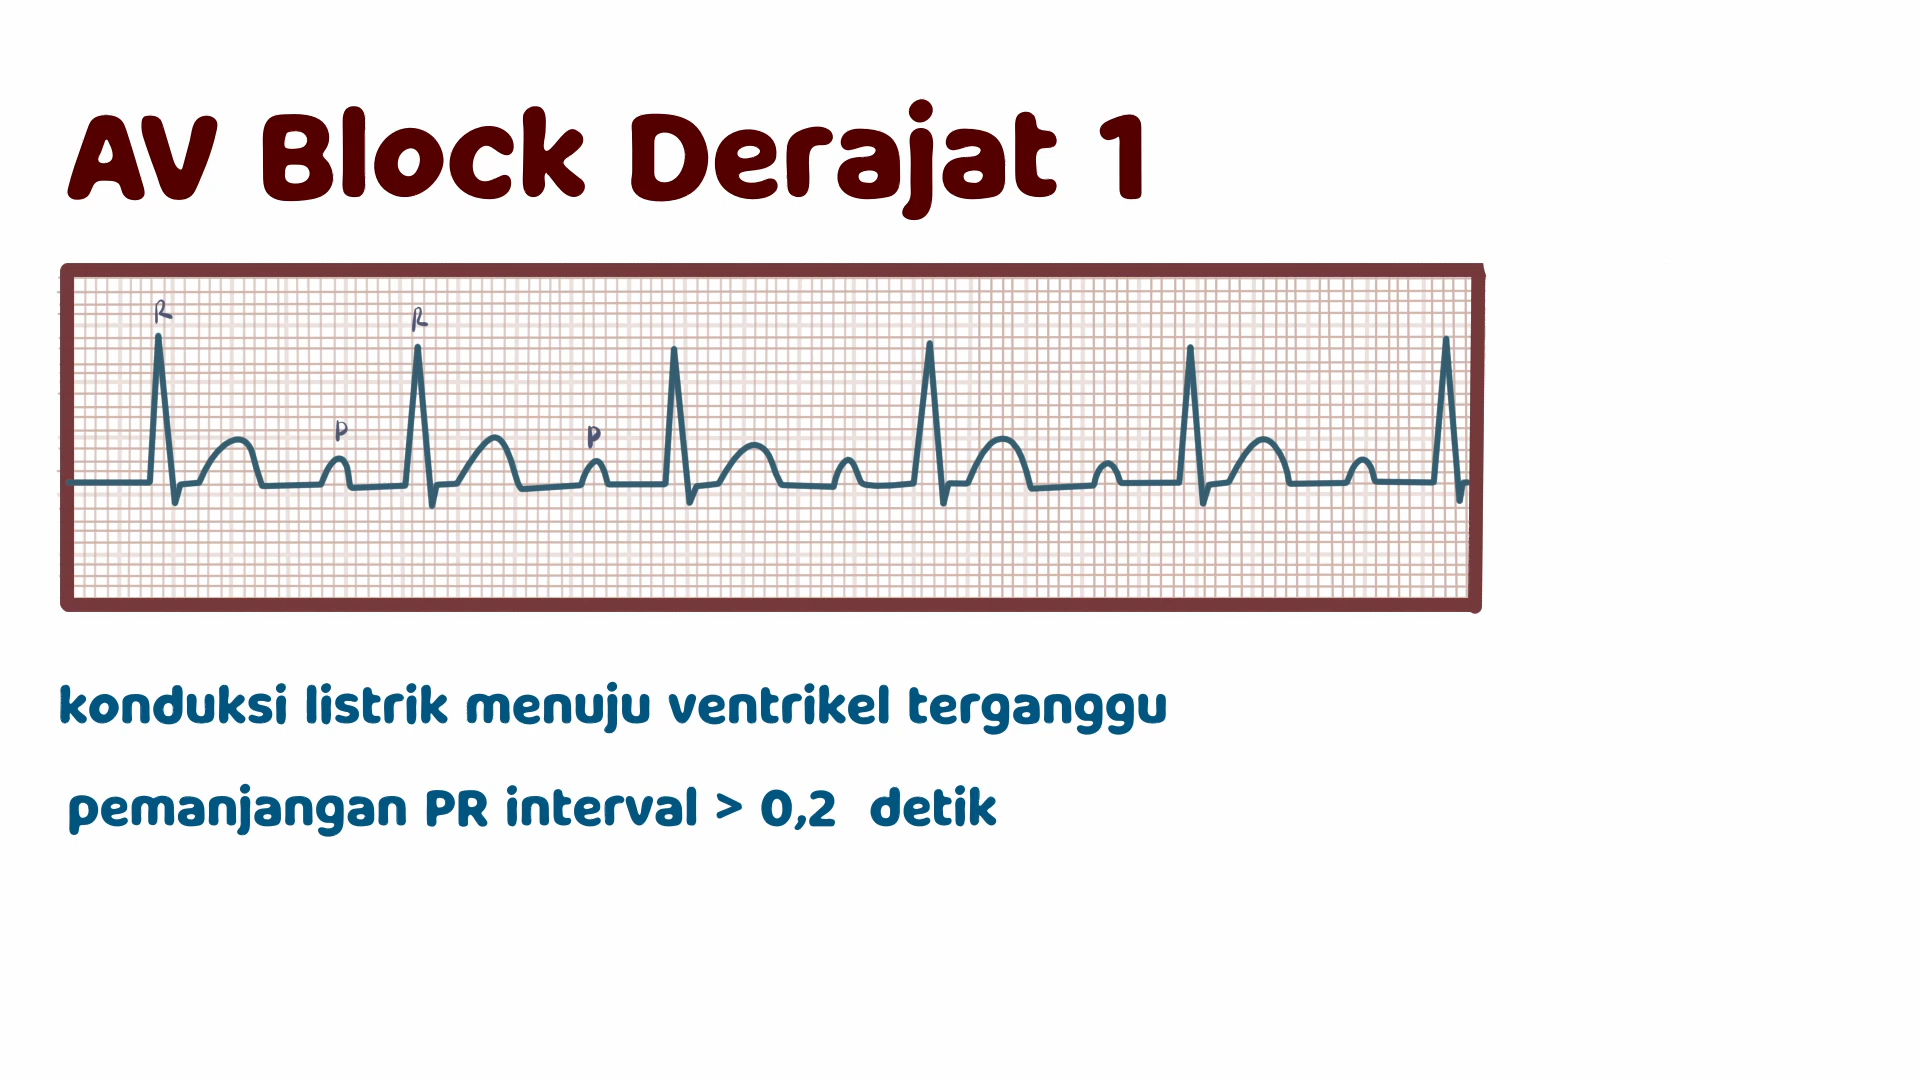 AV Block Derajat 1
R R
P P
konduksi listrik menuju ventrikel terganggu
pemanjangan PR interval > 0,2 detik